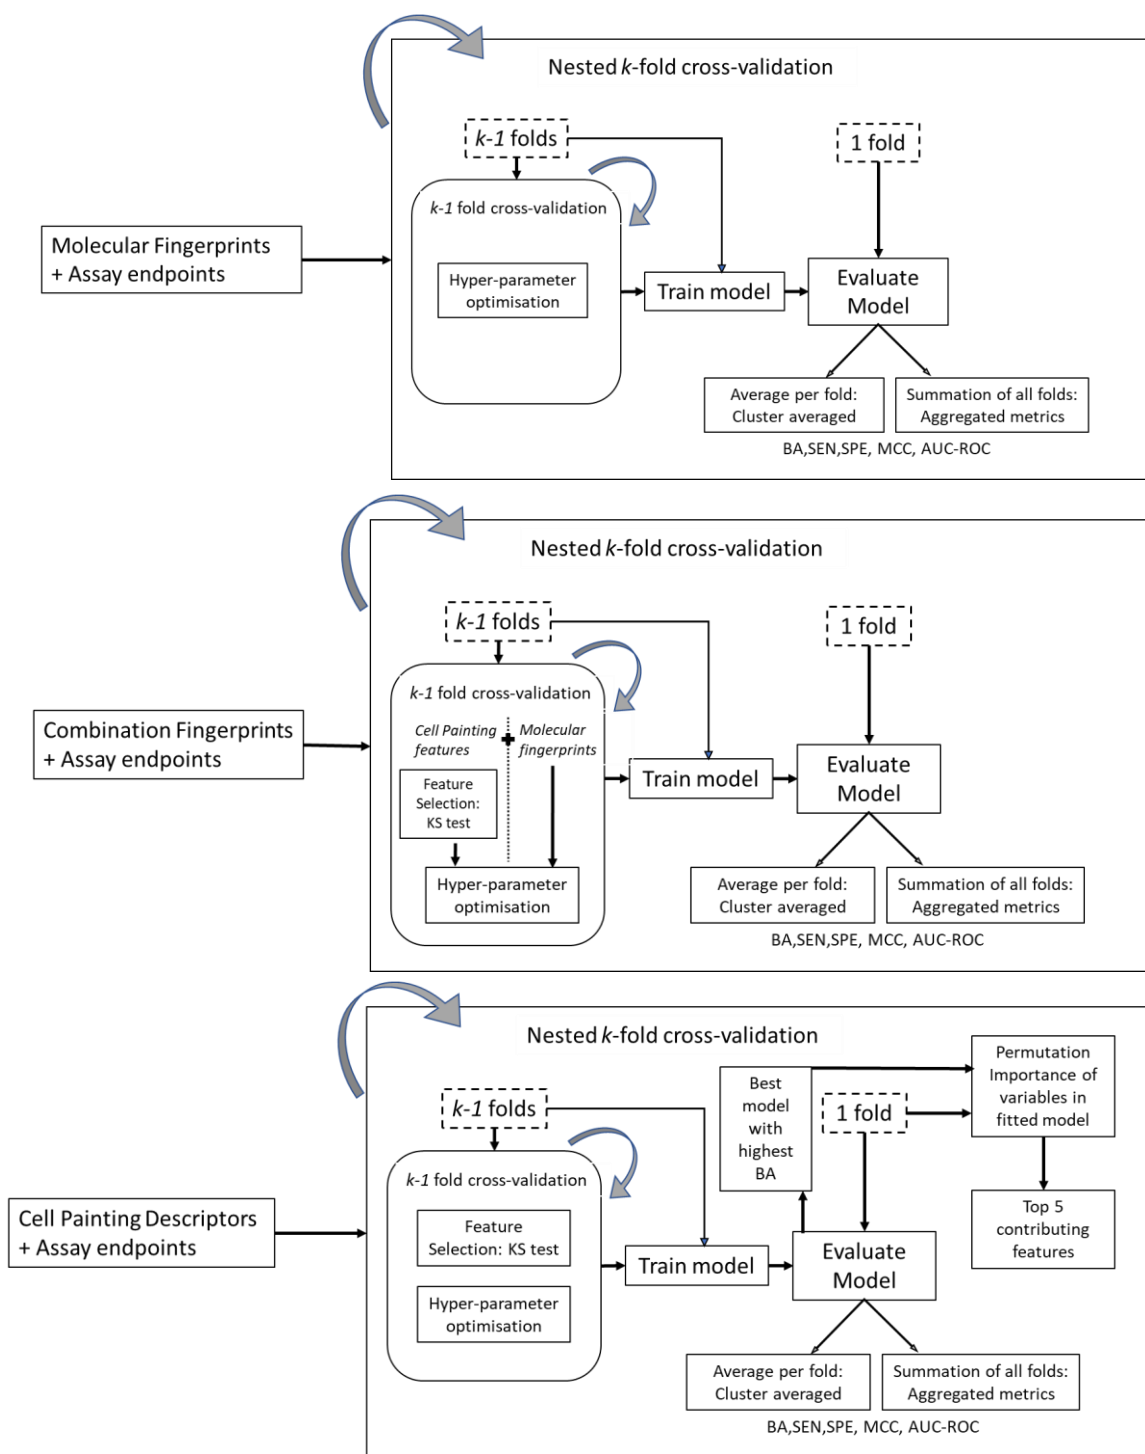 Nested k-fold cross-validation
k-1 folds
1 fold
k-1 fold cross-validation
Molecular Fingerprints
+ Assay endpoints
Hyper-parameter
optimisation
Train model
Evaluate
Model
Average per fold:
Cluster averaged
Summation of all folds:
Aggregated metrics
BA,SEN,SPE, MCC, AUC-ROC
Nested k-fold cross-validation
k-1 folds
1 fold
k-1 fold cross-validation
Combination Fingerprints
+ Assay endpoints
Cell Painting
features
+
Molecular
fingerprints
Feature
Selection:
KS test
Hyper-parameter
optimisation
Train model
Evaluate
Model
Average per fold:
Cluster averaged
Summation of all folds:
Aggregated metrics
BA,SEN,SPE, MCC, AUC-ROC
Nested k-fold cross-validation
k-1 folds
Best
model
with
highest
BA
1 fold
Permutation
Importance of
variables in
fitted model
k-1 fold cross-validation
Cell Painting Descriptors
+ Assay endpoints
Feature
Selection: KS test
Hyper-parameter
optimisation
Train model
Evaluate
Model
Top 5
contributing
features
Average per fold:
Cluster averaged
Summation of all folds:
Aggregated metrics
BA,SEN,SPE, MCC, AUC-ROC